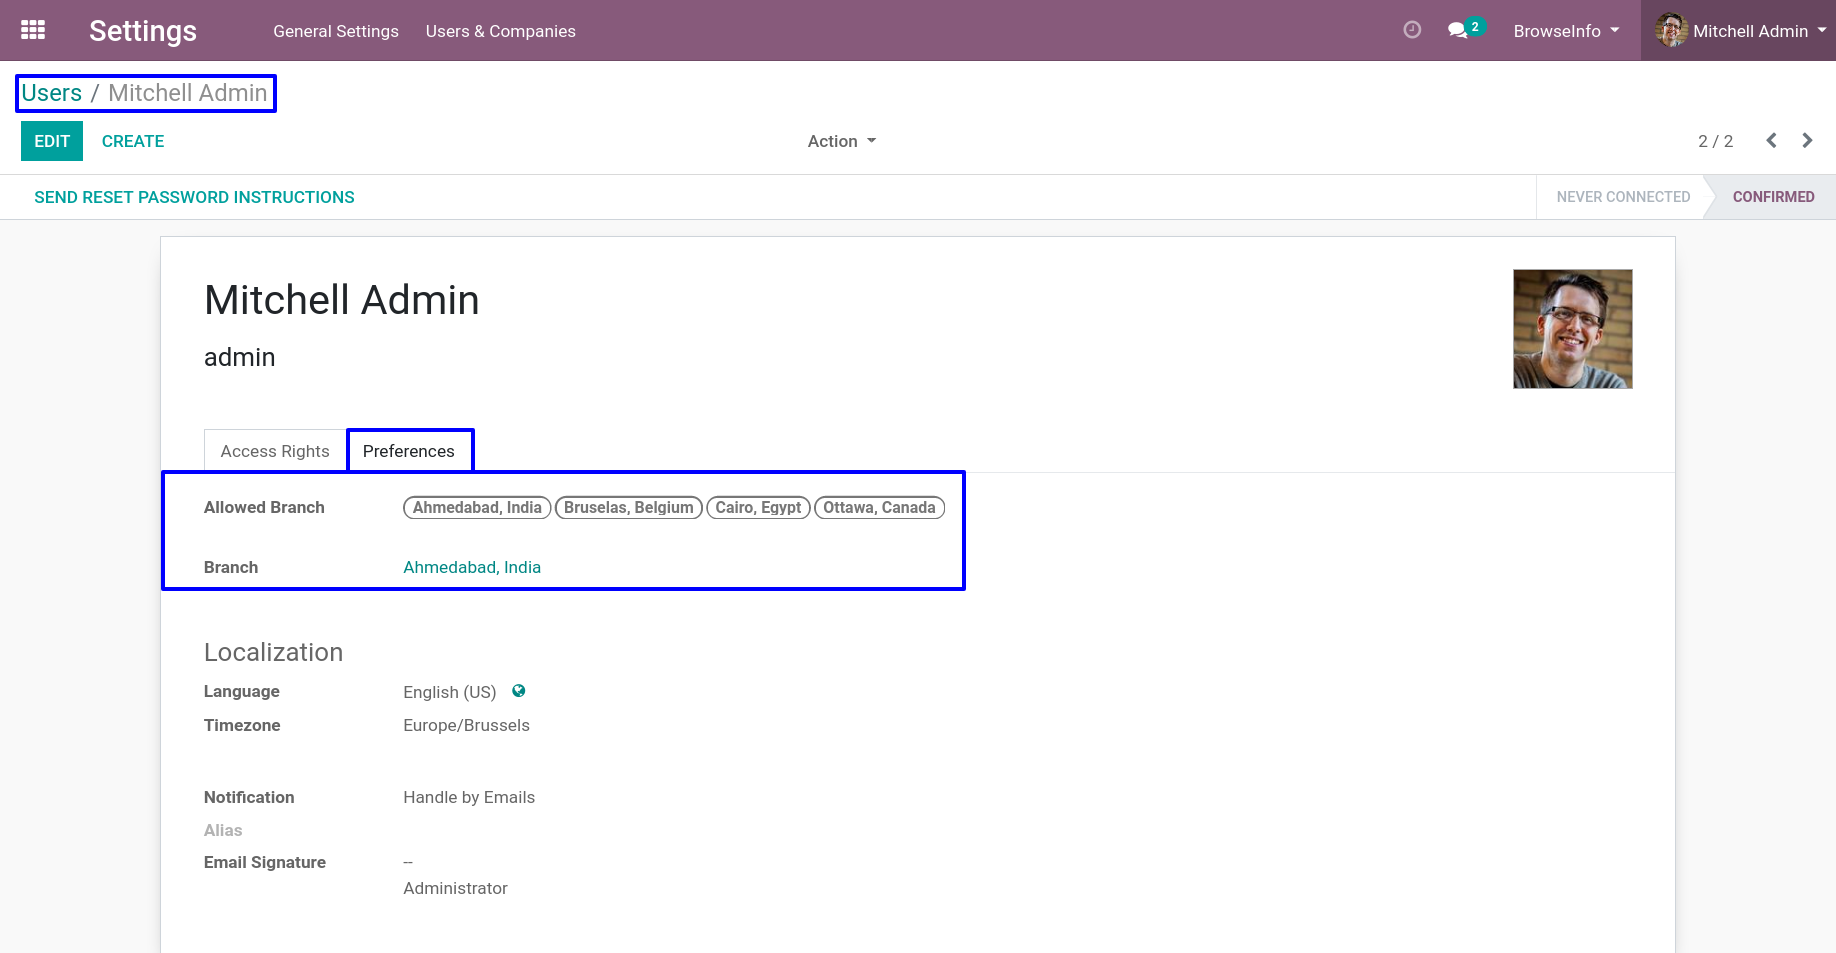 Settings General Settings Users & Companies 2 BrowseInfo Mitchell Admin
Users / Mitchell Admin
EDIT CREATE Action 2 / 2
SEND RESET PASSWORD INSTRUCTIONS NEVER CONNECTED CONFIRMED
Mitchell Admin
admin
Access Rights Preferences
Allowed Branch Ahmedabad, India Bruselas, Belgium Cairo, Egypt Ottawa, Canada
Branch Ahmedabad, India
Localization
Language English (US)
Timezone Europe/Brussels
Notification Handle by Emails
Alias
Email Signature --
Administrator